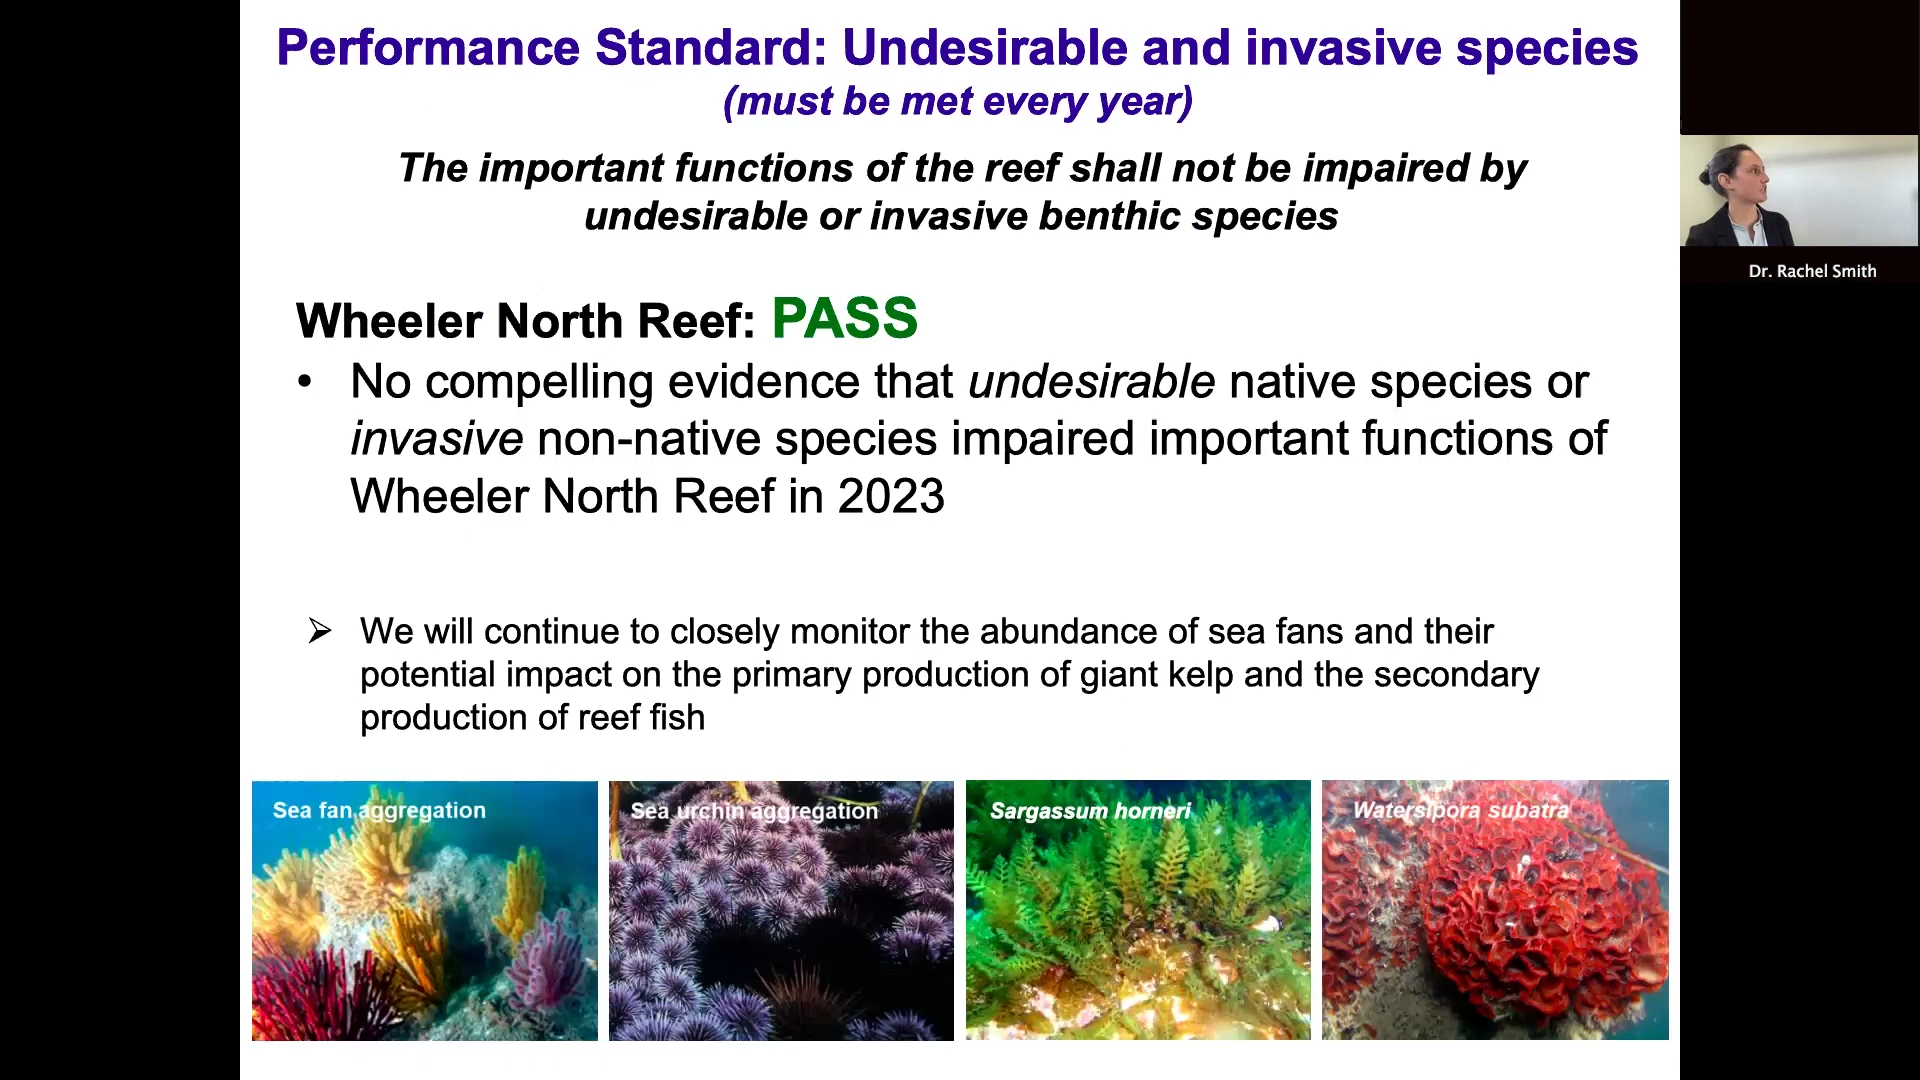 Performance Standard: Undesirable and invasive species
(must be met every year)
The important functions of the reef shall not be impaired by
undesirable or invasive benthic species
Wheeler North Reef: PASS
• No compelling evidence that undesirable native species or
invasive non-native species impaired important functions of
Wheeler North Reef in 2023
➢ We will continue to closely monitor the abundance of sea fans and their
potential impact on the primary production of giant kelp and the secondary
production of reef fish
Sea fan aggregation
Sea urchin aggregation
Sargassum horneri
Watersipora subatra
Dr. Rachel Smith